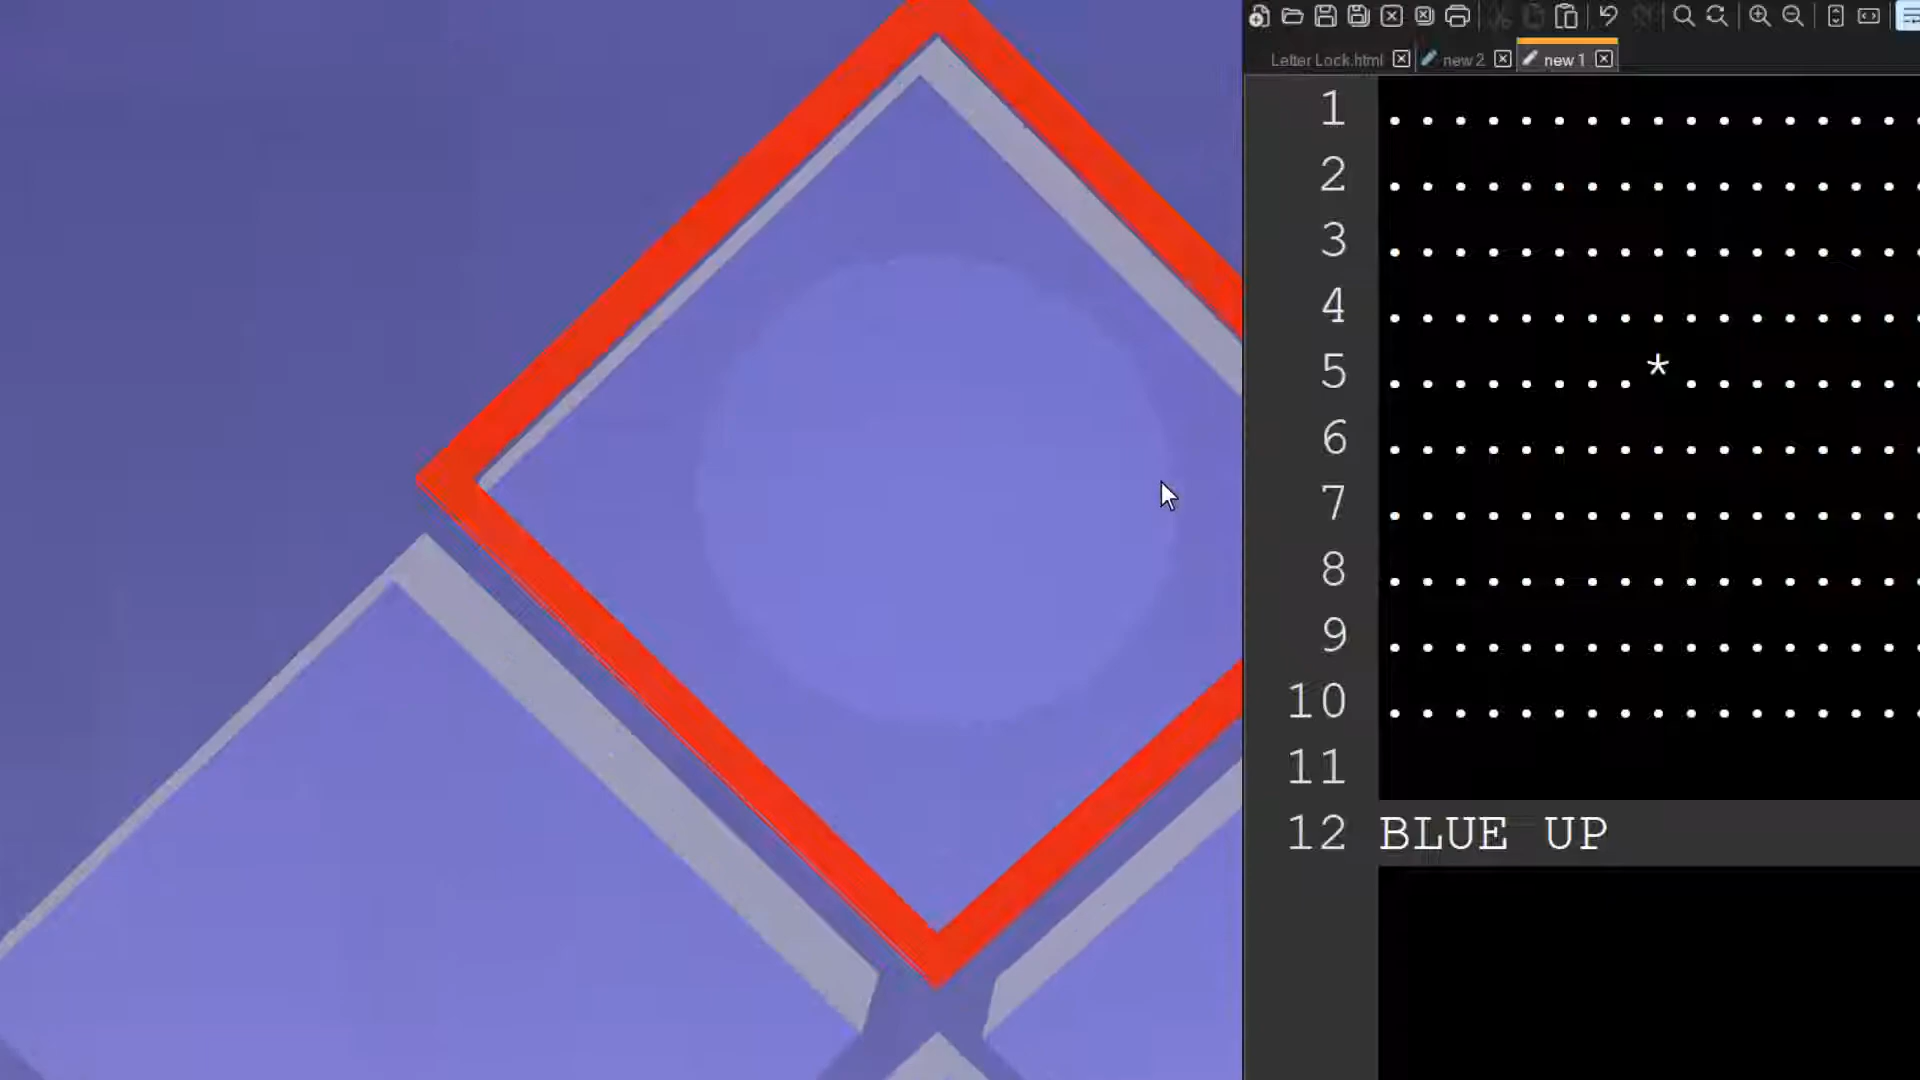 Letter Lock.html new 2 new 1
1 . . . . . . . . . . . . . . . . .
2 . . . . . . . . . . . . . . . . .
3 . . . . . . . . . . . . . . . . .
4 . . . . . . . . . . . . . . . . .
5 . . . . . . . . * . . . . . . . .
6 . . . . . . . . . . . . . . . . .
7 . . . . . . . . . . . . . . . . .
8 . . . . . . . . . . . . . . . . .
9 . . . . . . . . . . . . . . . . .
10 . . . . . . . . . . . . . . . . .
11
12 BLUE UP